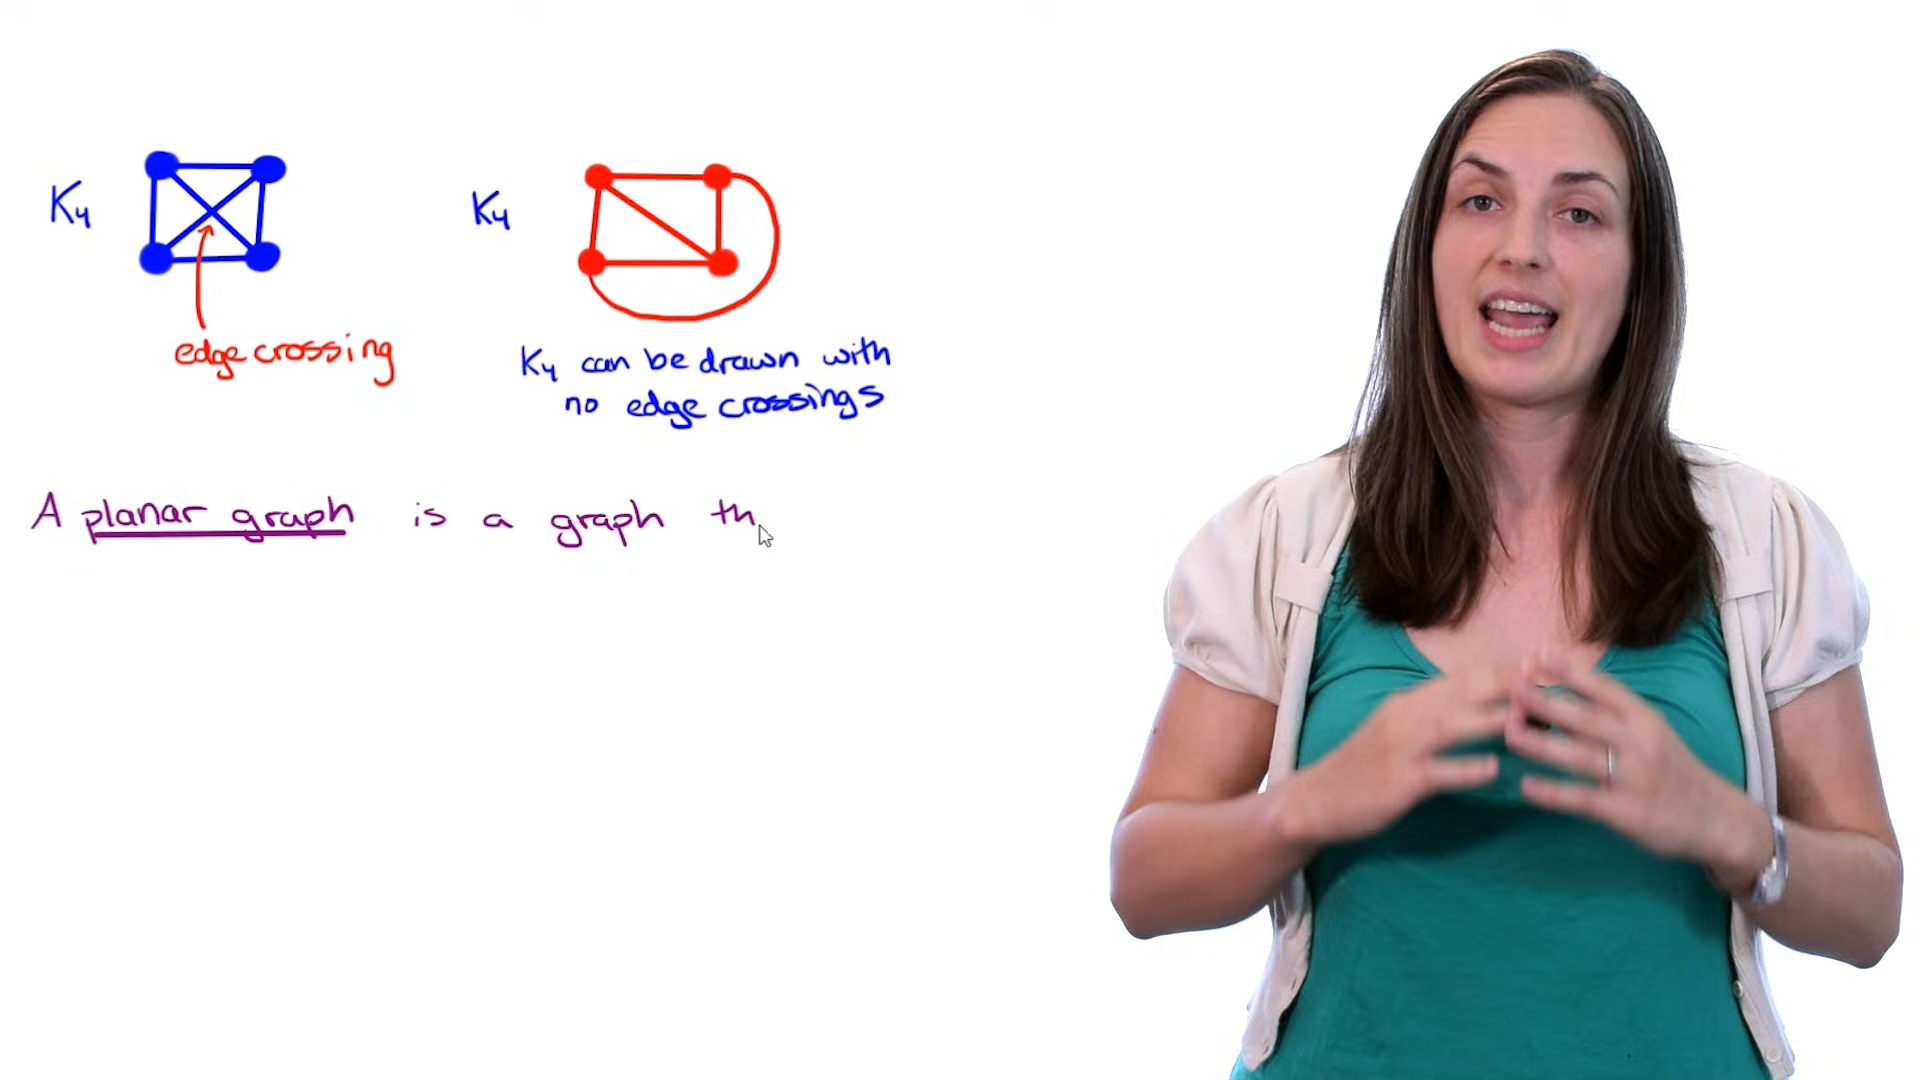 K4
K4
edge crossing
K4 can be drawn with
no edge crossings
A planar graph is a graph th